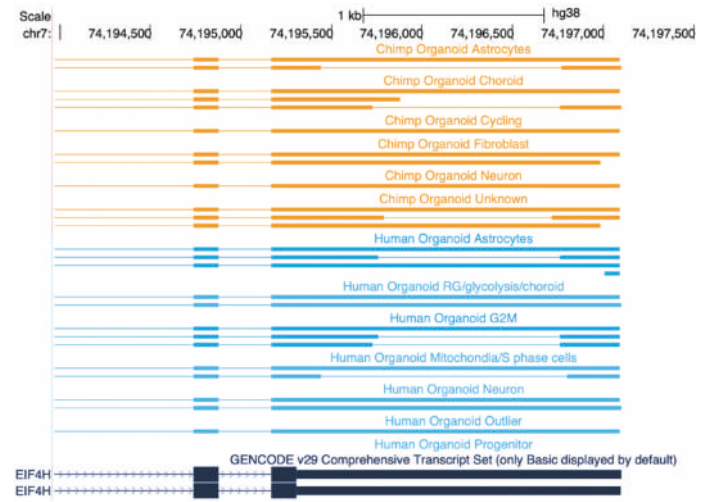 Scale 1 kb hg38
chr7: 74,194,500 74,195,000 74,195,500 74,196,000 74,196,500 74,197,000 74,197,500
Chimp Organoid Astrocytes
Chimp Organoid Choroid
Chimp Organoid Cycling
Chimp Organoid Fibroblast
Chimp Organoid Neuron
Chimp Organoid Unknown
Human Organoid Astrocytes
Human Organoid RG/glycolysis/choroid
Human Organoid G2M
Human Organoid Mitochondia/S phase cells
Human Organoid Neuron
Human Organoid Outlier
Human Organoid Progenitor
GENCODE v29 Comprehensive Transcript Set (only Basic displayed by default)
EIF4H
EIF4H